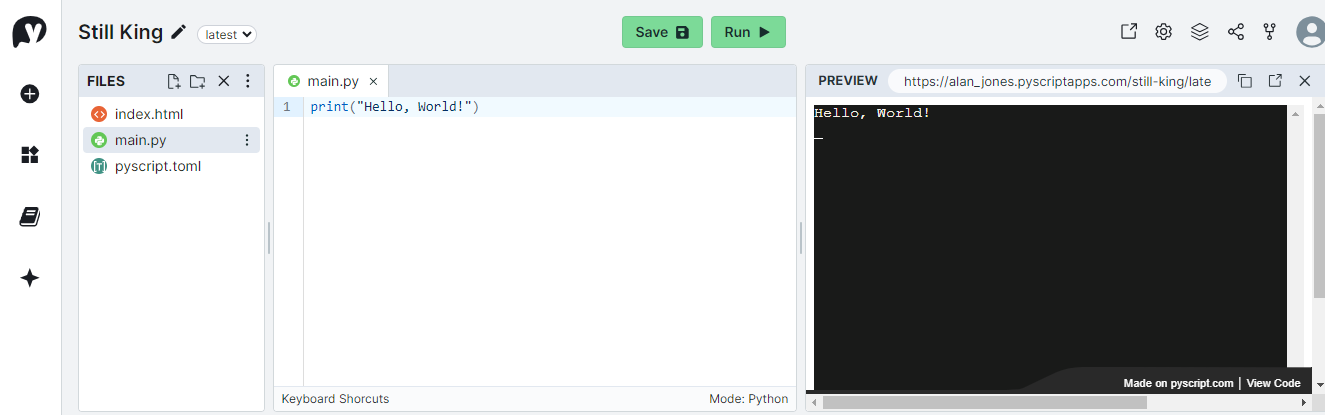 Still King
latest
Save
Run
FILES
index.html
main.py
pyscript.toml
main.py
1 print("Hello, World!")
Keyboard Shorcuts
Mode: Python
PREVIEW
https://alan_jones.pyscriptapps.com/still-king/late
Hello, World!
Made on pyscript.com | View Code